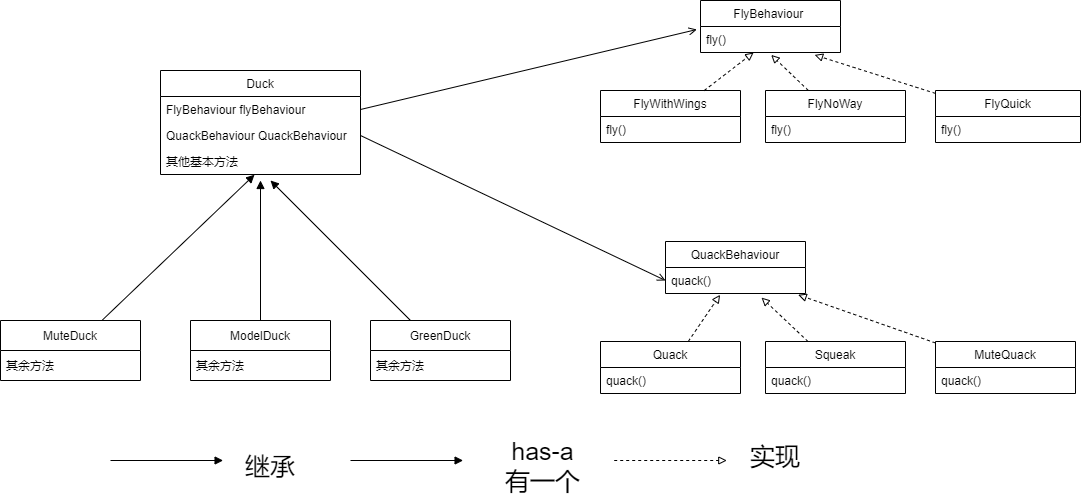 FlyBehaviour
fly()
FlyWithWings
fly()
FlyNoWay
fly()
FlyQuick
fly()
Duck
FlyBehaviour flyBehaviour
QuackBehaviour QuackBehaviour
其他基本方法
QuackBehaviour
quack()
MuteDuck
其余方法
ModelDuck
其余方法
GreenDuck
其余方法
Quack
quack()
Squeak
quack()
MuteQuack
quack()
继承
has-a
有一个
实现